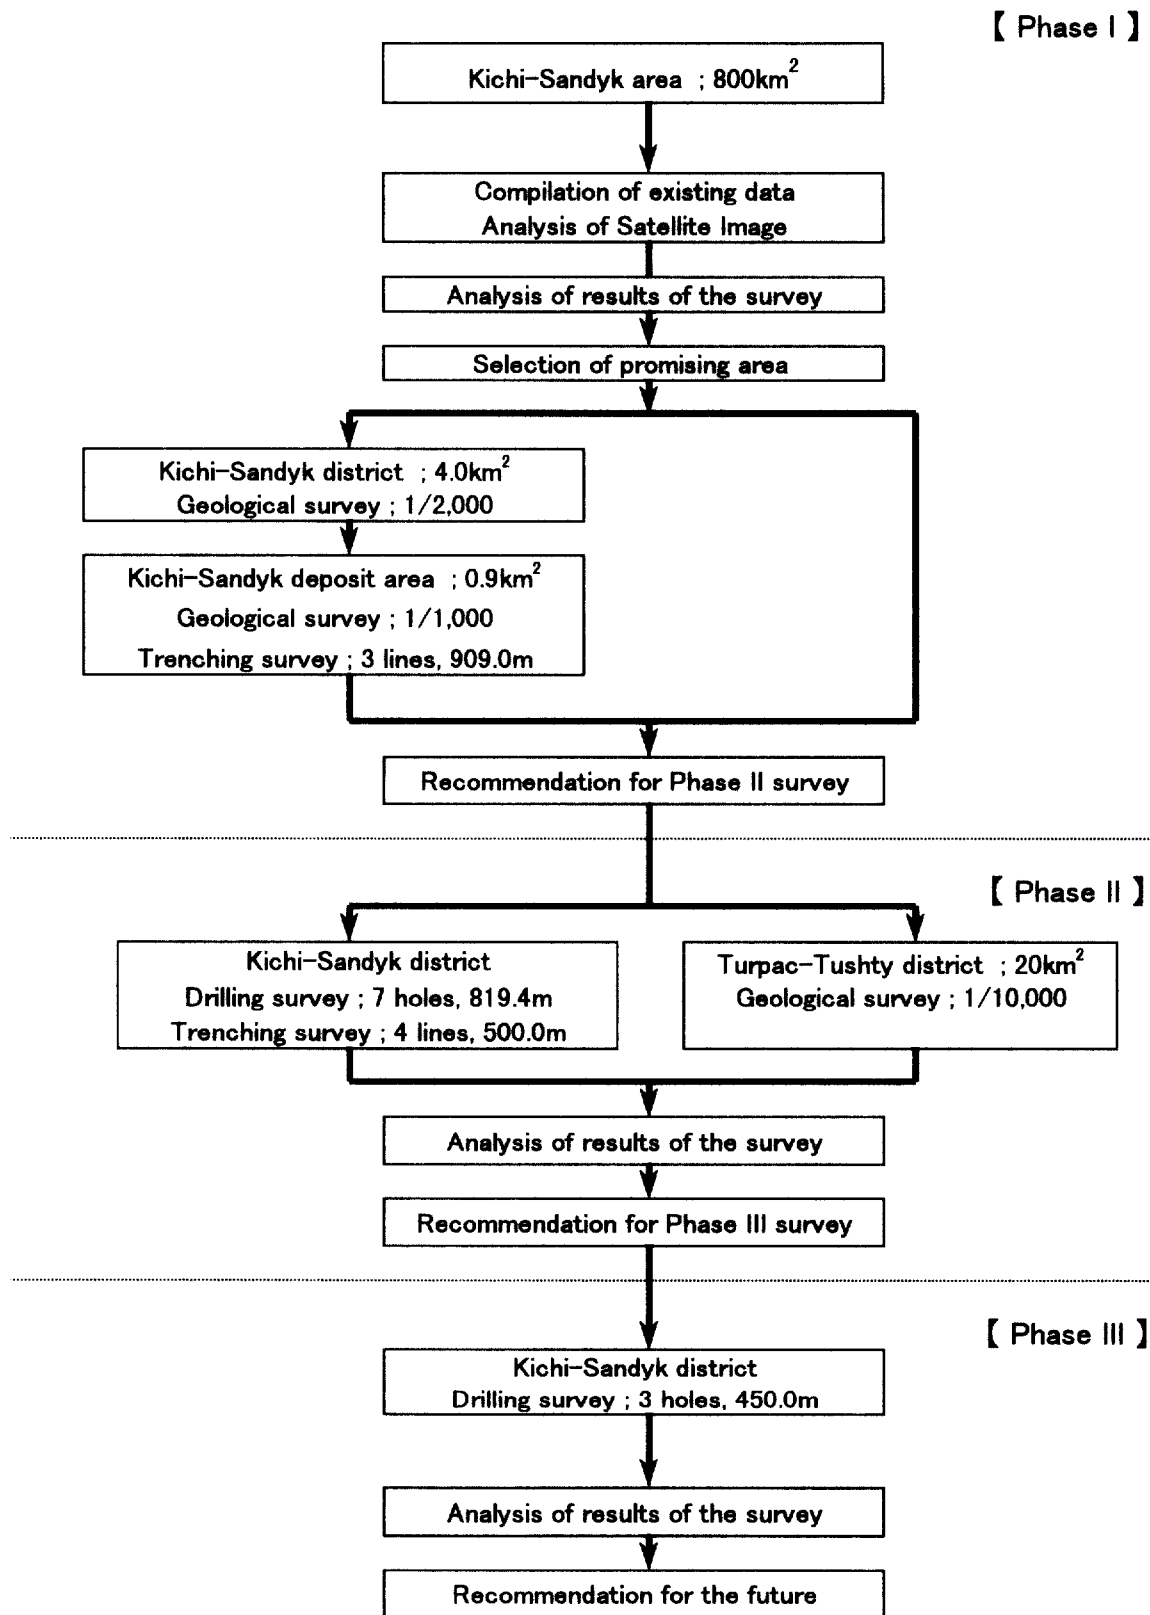 【 Phase I 】
Kichi-Sandyk area ; 800km²
Compilation of existing data
Analysis of Satellite Image
Analysis of results of the survey
Selection of promising area
Kichi-Sandyk district ; 4.0km²
Geological survey ; 1/2,000
Kichi-Sandyk deposit area ; 0.9km²
Geological survey ; 1/1,000
Trenching survey ; 3 lines, 909.0m
Recommendation for Phase II survey
【 Phase II 】
Kichi-Sandyk district
Drilling survey ; 7 holes, 819.4m
Trenching survey ; 4 lines, 500.0m
Turpac-Tushty district ; 20km²
Geological survey ; 1/10,000
Analysis of results of the survey
Recommendation for Phase III survey
【 Phase III 】
Kichi-Sandyk district
Drilling survey ; 3 holes, 450.0m
Analysis of results of the survey
Recommendation for the future